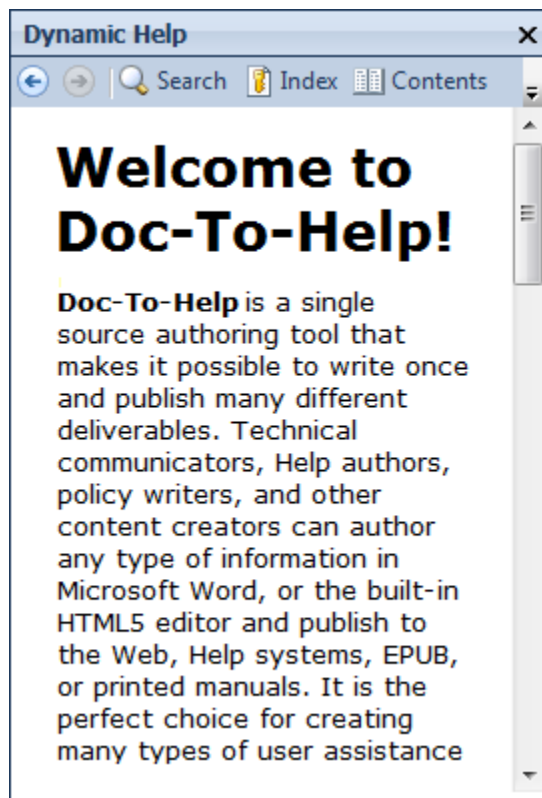 Dynamic Help
Search Index Contents
Welcome to
Doc-To-Help!
Doc-To-Help is a single
source authoring tool that
makes it possible to write once
and publish many different
deliverables. Technical
communicators, Help authors,
policy writers, and other
content creators can author
any type of information in
Microsoft Word, or the built-in
HTML5 editor and publish to
the Web, Help systems, EPUB,
or printed manuals. It is the
perfect choice for creating
many types of user assistance